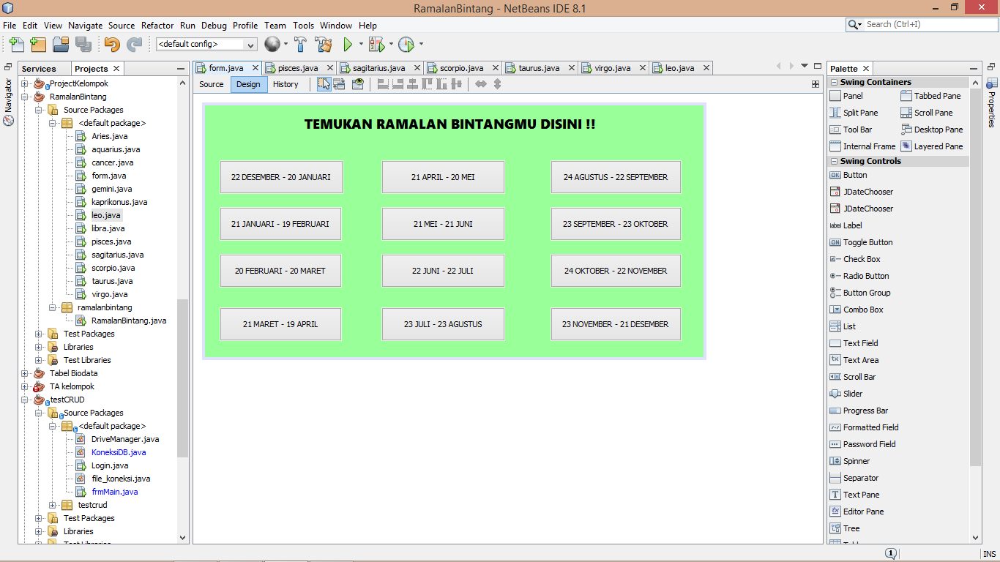 RamalanBintang - NetBeans IDE 8.1
File Edit View Navigate Source Refactor Run Debug Profile Team Tools Window Help
Search (Ctrl+I)
<default config>
Navigator
Services Projects
ProjectKelompok
RamalanBintang
Source Packages
<default package>
Aries.java
aquarius.java
cancer.java
form.java
gemini.java
kaprikonus.java
leo.java
libra.java
pisces.java
sagitarius.java
scorpio.java
taurus.java
virgo.java
ramalanbintang
RamalanBintang.java
Test Packages
Libraries
Test Libraries
Tabel Biodata
TA kelompok
testCRUD
Source Packages
<default package>
DriveManager.java
KoneksiDB.java
Login.java
file_koneksi.java
frmMain.java
testcrud
Test Packages
Libraries
Test Libraries
form.java pisces.java sagitarius.java scorpio.java taurus.java virgo.java leo.java
Source Design History
TEMUKAN RAMALAN BINTANGMU DISINI !!
22 DESEMBER - 20 JANUARI 21 APRIL - 20 MEI 24 AGUSTUS - 22 SEPTEMBER
21 JANUARI - 19 FEBRUARI 21 MEI - 21 JUNI 23 SEPTEMBER - 23 OKTOBER
20 FEBRUARI - 20 MARET 22 JUNI - 22 JULI 24 OKTOBER - 22 NOVEMBER
21 MARET - 19 APRIL 23 JULI - 23 AGUSTUS 23 NOVEMBER - 21 DESEMBER
Palette
Swing Containers
Panel Tabbed Pane
Split Pane Scroll Pane
Tool Bar Desktop Pane
Internal Frame Layered Pane
Swing Controls
Button
JDateChooser
JDateChooser
Label
Toggle Button
Check Box
Radio Button
Button Group
Combo Box
List
Text Field
Text Area
Scroll Bar
Slider
Progress Bar
Formatted Field
Password Field
Spinner
Separator
Text Pane
Editor Pane
Tree
Properties
1
INS